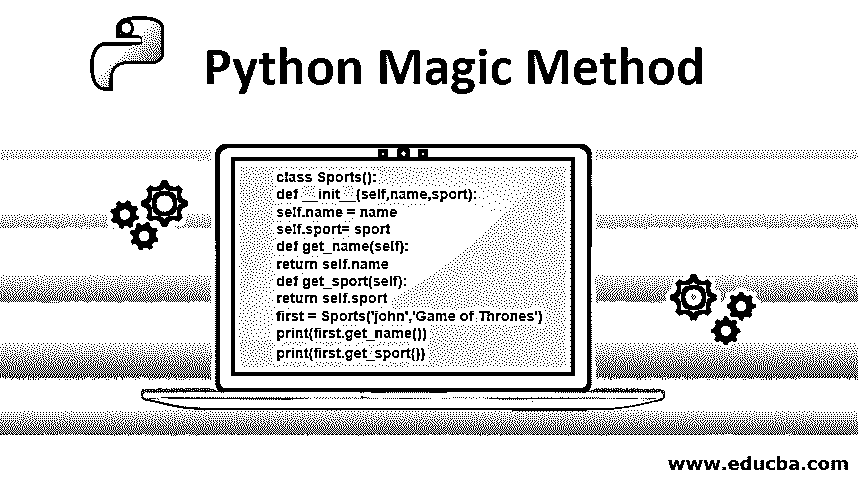 Python Magic Method
class Sports():
def __init__(self,name,sport):
self.name = name
self.sport= sport
def get_name(self):
return self.name
def get_sport(self):
return self.sport
first = Sports('john','Game of Thrones')
print(first.get_name())
print(first.get_sport())
www.educba.com